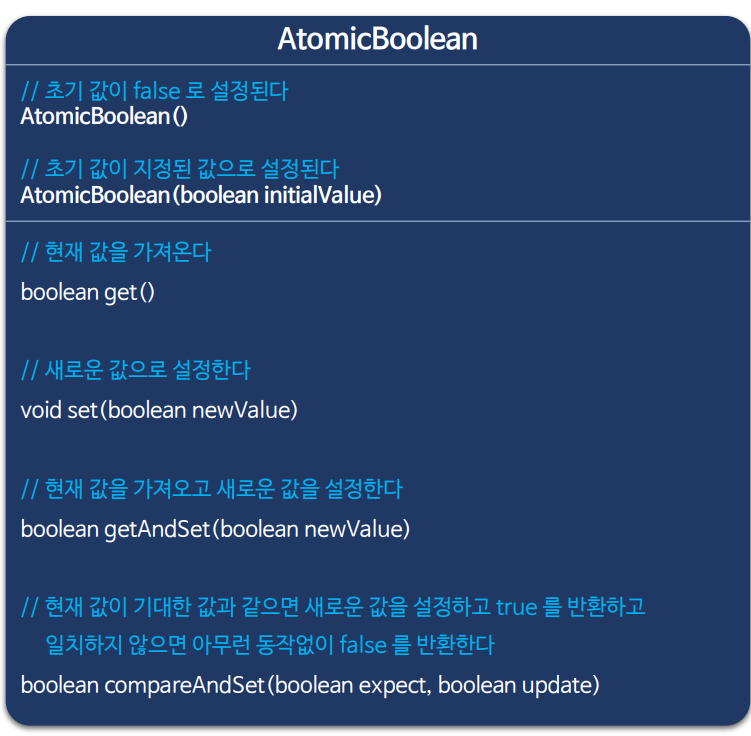 AtomicBoolean
// 초기 값이 false 로 설정된다
AtomicBoolean()
// 초기 값이 지정된 값으로 설정된다
AtomicBoolean(boolean initialValue)
// 현재 값을 가져온다
boolean get()
// 새로운 값으로 설정한다
void set(boolean newValue)
// 현재 값을 가져오고 새로운 값을 설정한다
boolean getAndSet(boolean newValue)
// 현재 값이 기대한 값과 같으면 새로운 값을 설정하고 true 를 반환하고
일치하지 않으면 아무런 동작없이 false 를 반환한다
boolean compareAndSet(boolean expect, boolean update)